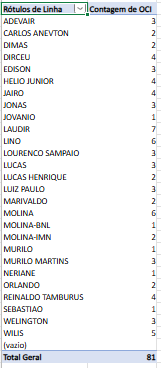 Rótulos de Linha Contagem de OCI
ADEVAIR 3
CARLOS ANEVTON 2
DIMAS 2
DIRCEU 4
EDISON 3
HELIO JUNIOR 4
JAIRO 4
JONAS 3
JOVANIO 1
LAUDIR 7
LINO 6
LOURENCO SAMPAIO 3
LUCAS 3
LUCAS HENRIQUE 2
LUIZ PAULO 3
MARIVALDO 2
MOLINA 6
MOLINA-BNL 1
MOLINA-IMN 2
MURILO 1
MURILO MARTINS 3
NERIANE 1
ORLANDO 2
REINALDO TAMBURUS 4
SEBASTIAO 1
WELINGTON 3
WILIS 5
(vazio)
Total Geral 81